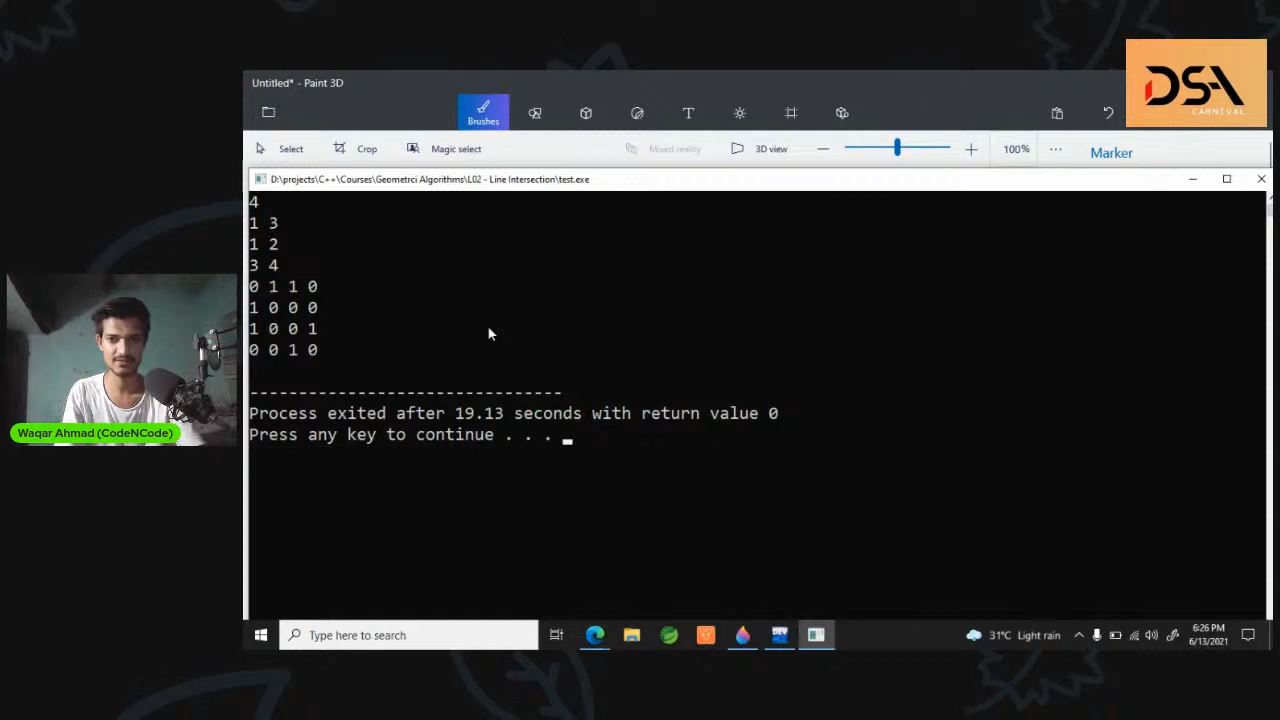 DSA
CARNIVAL
Untitled* - Paint 3D
Brushes
Select Crop Magic select Mixed reality 3D view 100% Marker
D:\projects\C++\Courses\Geometrci Algorithms\L02 - Line Intersection\test.exe
4
1 3
1 2
3 4
0 1 1 0
1 0 0 0
1 0 0 1
0 0 1 0
--------------------------------
Process exited after 19.13 seconds with return value 0
Press any key to continue . . . _
Waqar Ahmad (CodeNCode)
Type here to search
DEV
31°C Light rain
6:26 PM
6/13/2021